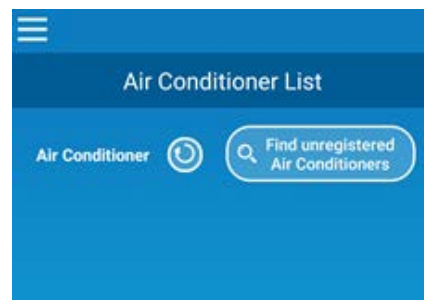 Air Conditioner List
Air Conditioner
Find unregistered
Air Conditioners